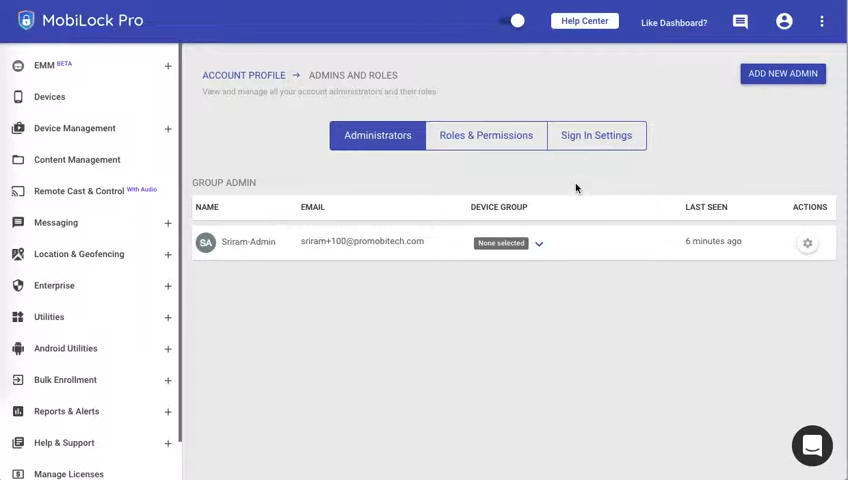 MobiLock Pro
Help Center
Like Dashboard?
EMM BETA
Devices
Device Management
Content Management
Remote Cast & Control With Audio
Messaging
Location & Geofencing
Enterprise
Utilities
Android Utilities
Bulk Enrollment
Reports & Alerts
Help & Support
Manage Licenses
ACCOUNT PROFILE → ADMINS AND ROLES
View and manage all your account administrators and their roles
ADD NEW ADMIN
Administrators
Roles & Permissions
Sign In Settings
GROUP ADMIN
NAME EMAIL DEVICE GROUP LAST SEEN ACTIONS
SA Sriram-Admin sriram+100@promobitech.com None selected 6 minutes ago